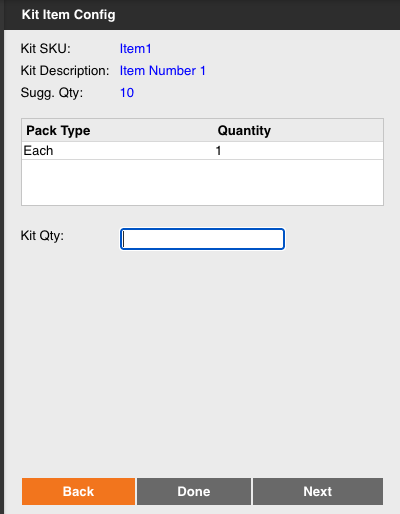 Kit Item Config
Kit SKU: Item1
Kit Description: Item Number 1
Sugg. Qty: 10
Pack Type Quantity
Each 1
Kit Qty:
Back Done Next